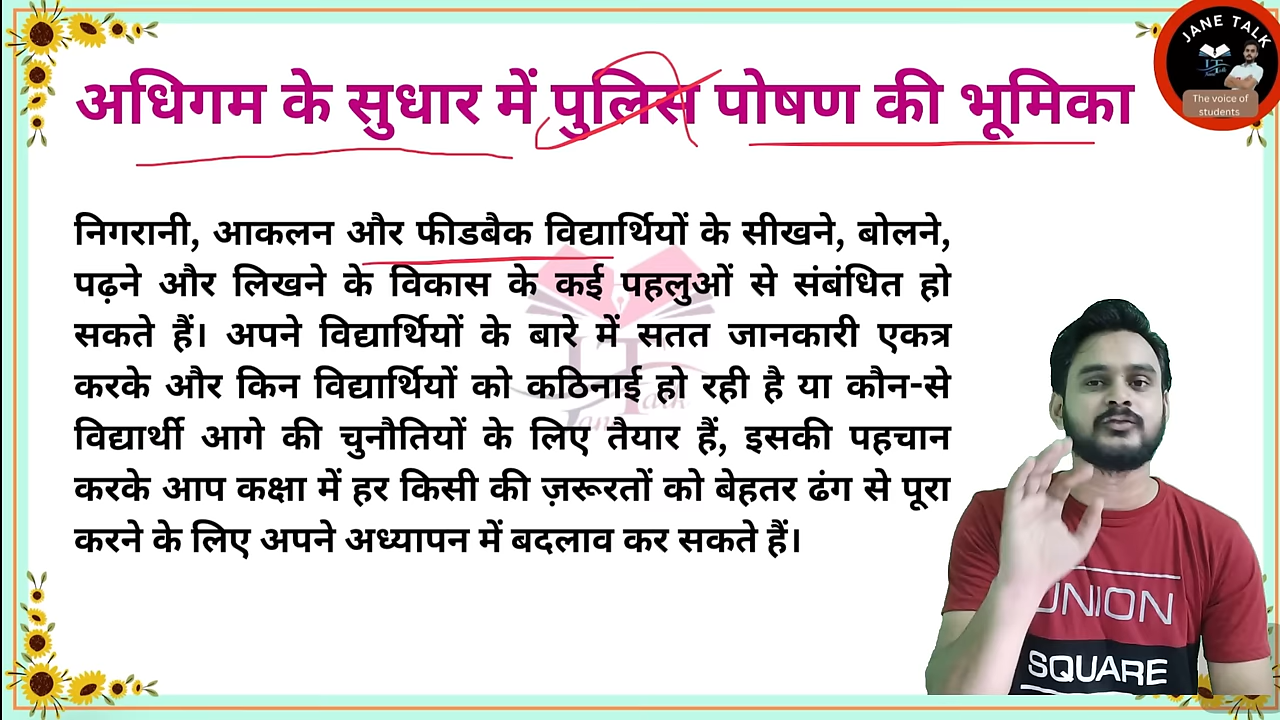 अधिगम के सुधार में पुलिस पोषण की भूमिका
निगरानी, आकलन और फीडबैक विद्यार्थियों के सीखने, बोलने,
पढ़ने और लिखने के विकास के कई पहलुओं से संबंधित हो
सकते हैं। अपने विद्यार्थियों के बारे में सतत जानकारी एकत्र
करके और किन विद्यार्थियों को कठिनाई हो रही है या कौन-से
विद्यार्थी आगे की चुनौतियों के लिए तैयार हैं, इसकी पहचान
करके आप कक्षा में हर किसी की ज़रूरतों को बेहतर ढंग से पूरा
करने के लिए अपने अध्यापन में बदलाव कर सकते हैं।
JANE TALK
The voice of
students
UNION
SQUARE